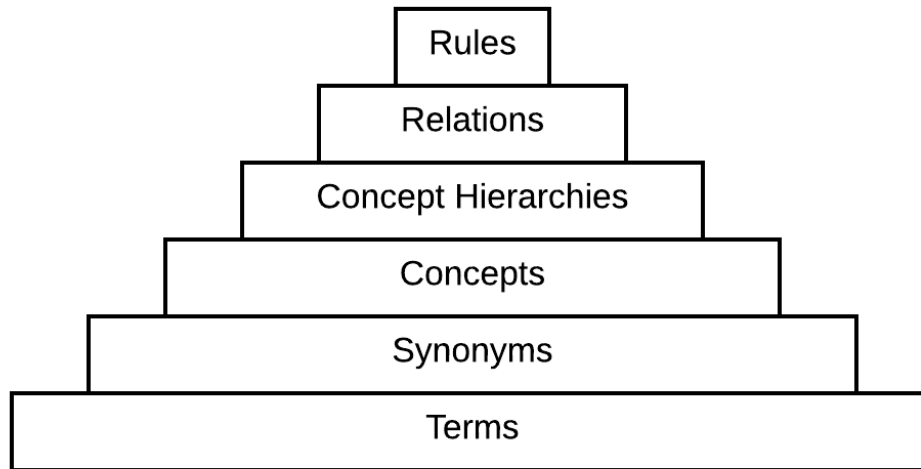 Rules
Relations
Concept Hierarchies
Concepts
Synonyms
Terms